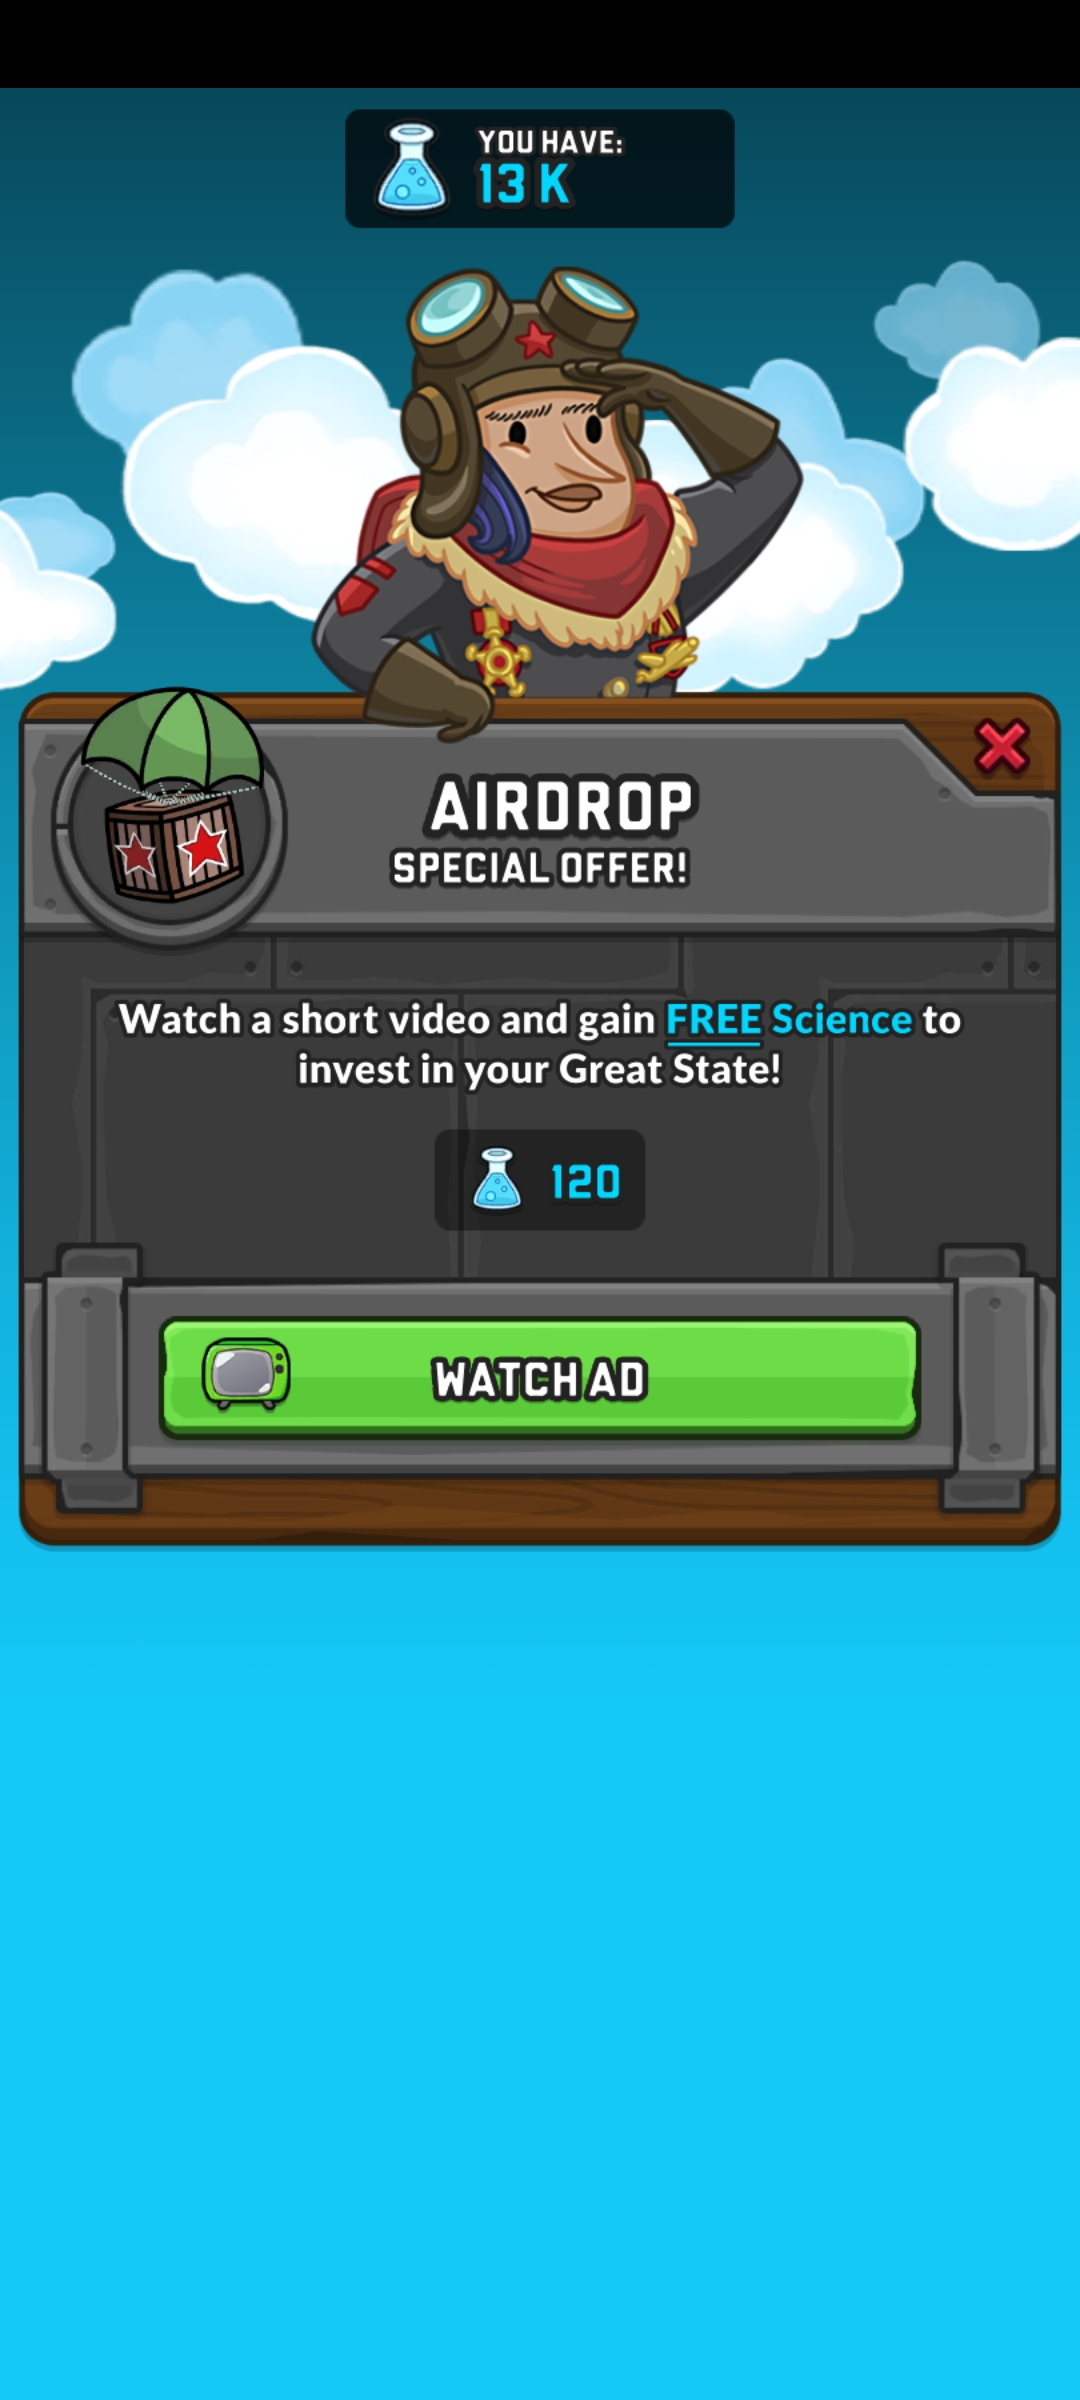 YOU HAVE:
13 K
AIRDROP
SPECIAL OFFER!
Watch a short video and gain FREE Science to
invest in your Great State!
120
WATCH AD